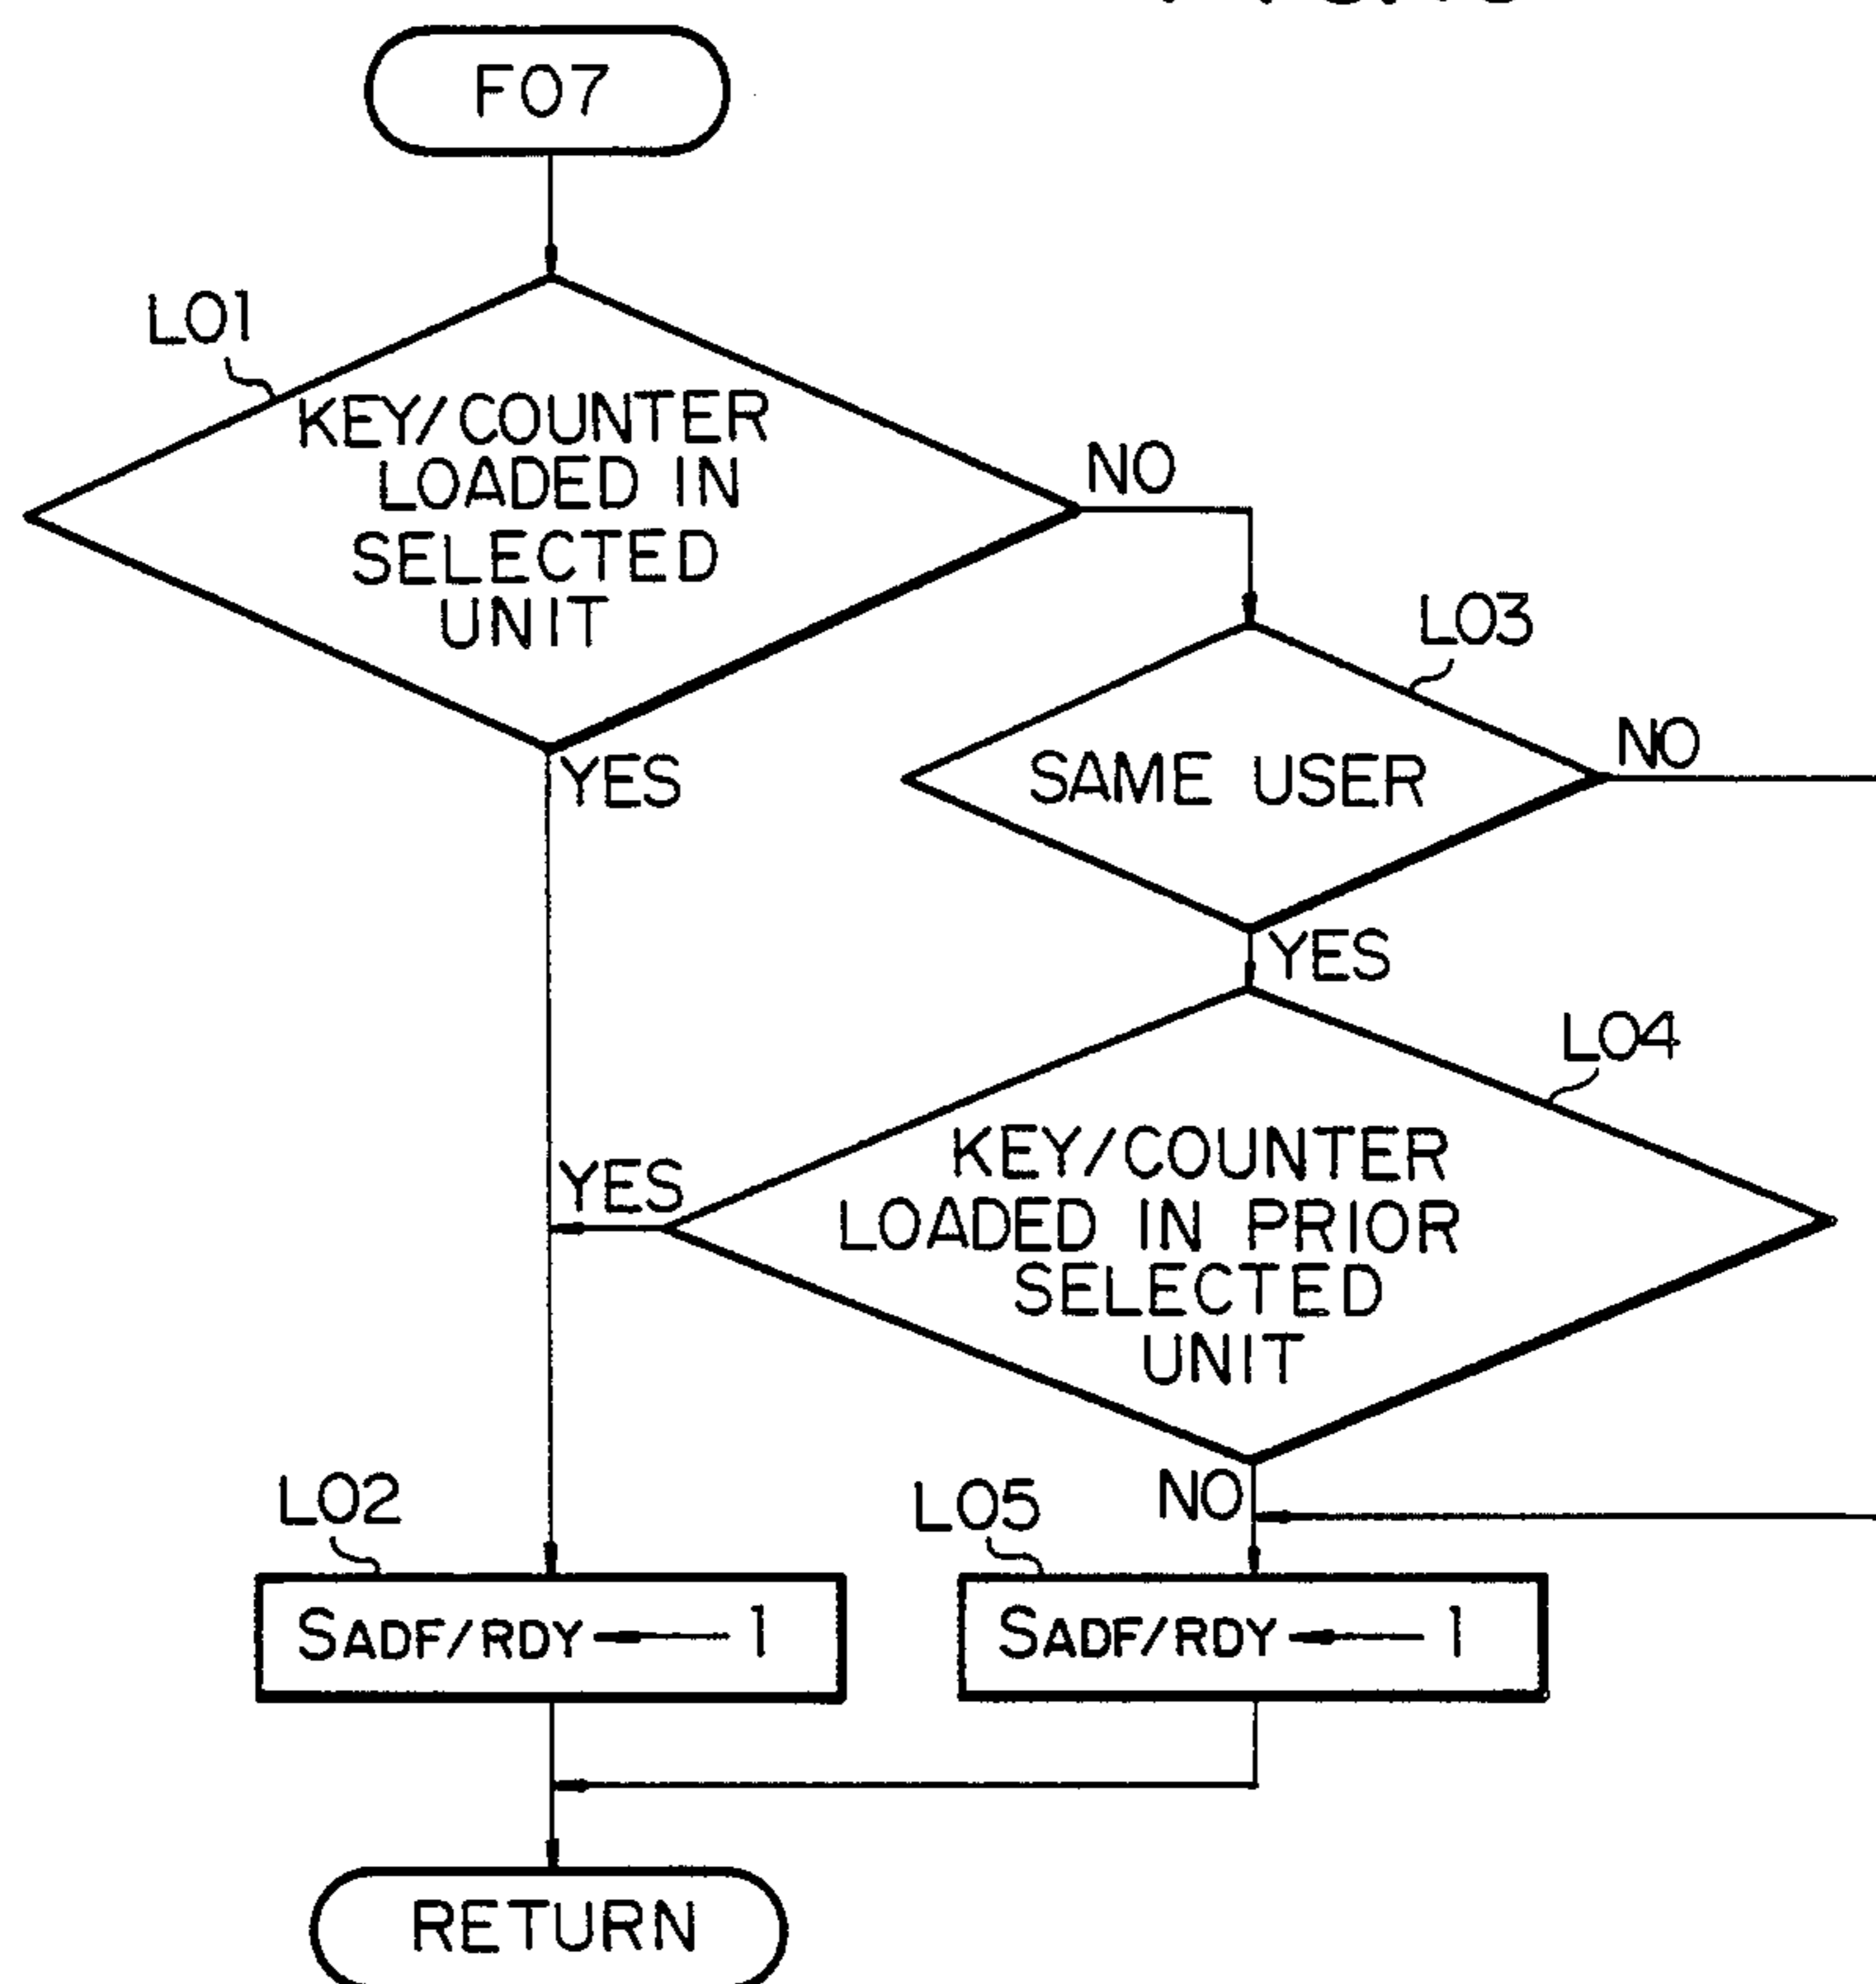 F07
L01
KEY/COUNTER
LOADED IN
SELECTED
UNIT
NO
YES
L03
SAME USER
NO
YES
L04
KEY/COUNTER
LOADED IN PRIOR
SELECTED
UNIT
YES
NO
L02
SADF/RDY ← 1
L05
SADF/RDY ← 1
RETURN